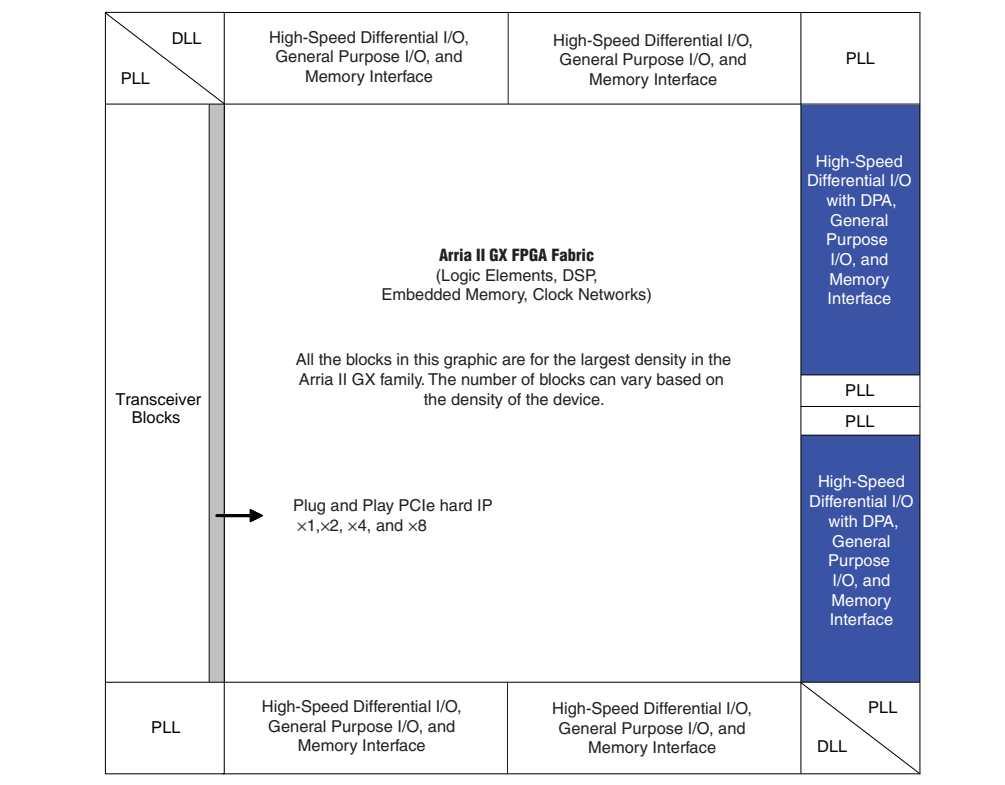 DLL
PLL
High-Speed Differential I/O,
General Purpose I/O, and
Memory Interface
High-Speed Differential I/O,
General Purpose I/O, and
Memory Interface
PLL
Transceiver
Blocks
Arria II GX FPGA Fabric
(Logic Elements, DSP,
Embedded Memory, Clock Networks)
All the blocks in this graphic are for the largest density in the
Arria II GX family. The number of blocks can vary based on
the density of the device.
Plug and Play PCIe hard IP
×1,×2, ×4, and ×8
High-Speed
Differential I/O
with DPA,
General
Purpose
I/O, and
Memory
Interface
PLL
PLL
High-Speed
Differential I/O
with DPA,
General
Purpose
I/O, and
Memory
Interface
PLL
High-Speed Differential I/O,
General Purpose I/O, and
Memory Interface
High-Speed Differential I/O,
General Purpose I/O, and
Memory Interface
PLL
DLL